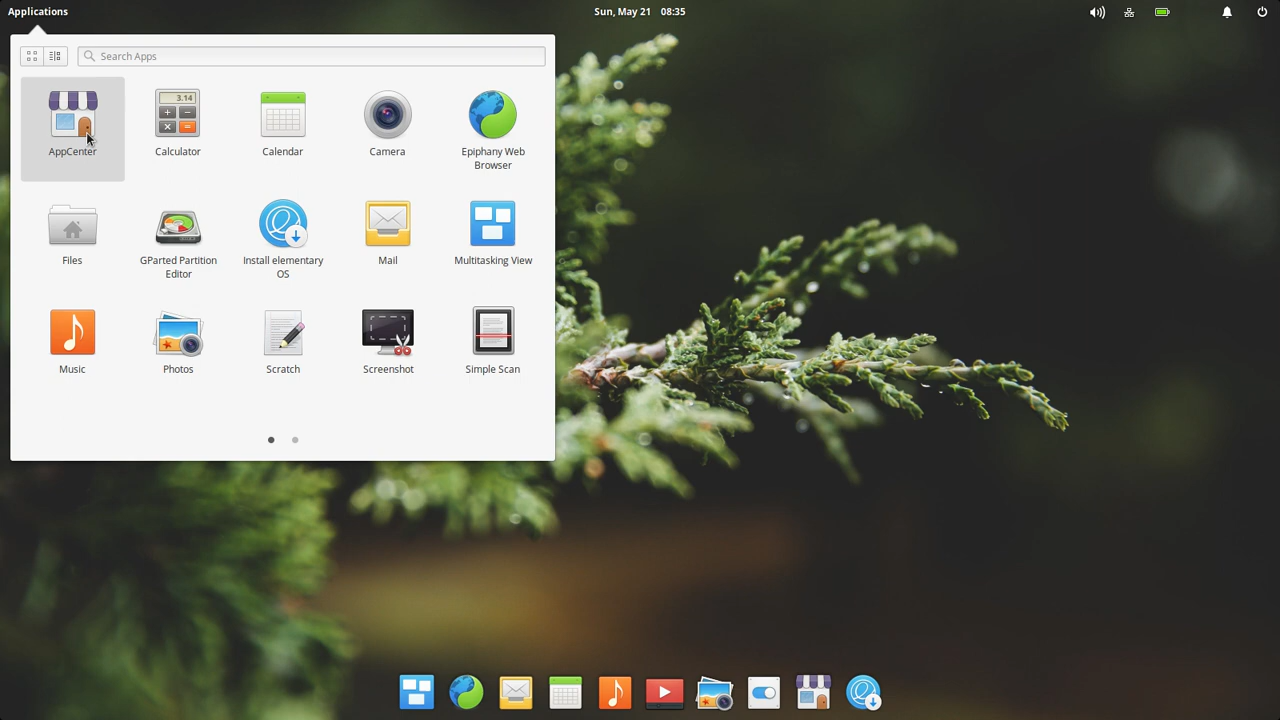 Applications
Sun, May 21 08:35
Search Apps
3.14
AppCenter
Calculator
Calendar
Camera
Epiphany Web
Browser
Files
GParted Partition
Editor
Install elementary
OS
Mail
Multitasking View
Music
Photos
Scratch
Screenshot
Simple Scan